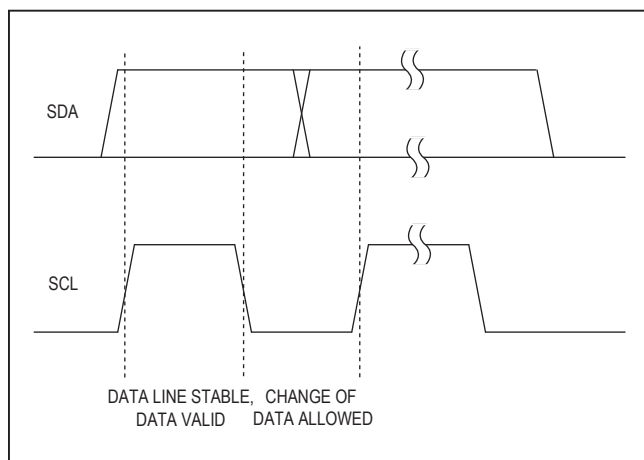 SDA
SCL
DATA LINE STABLE,
DATA VALID
CHANGE OF
DATA ALLOWED